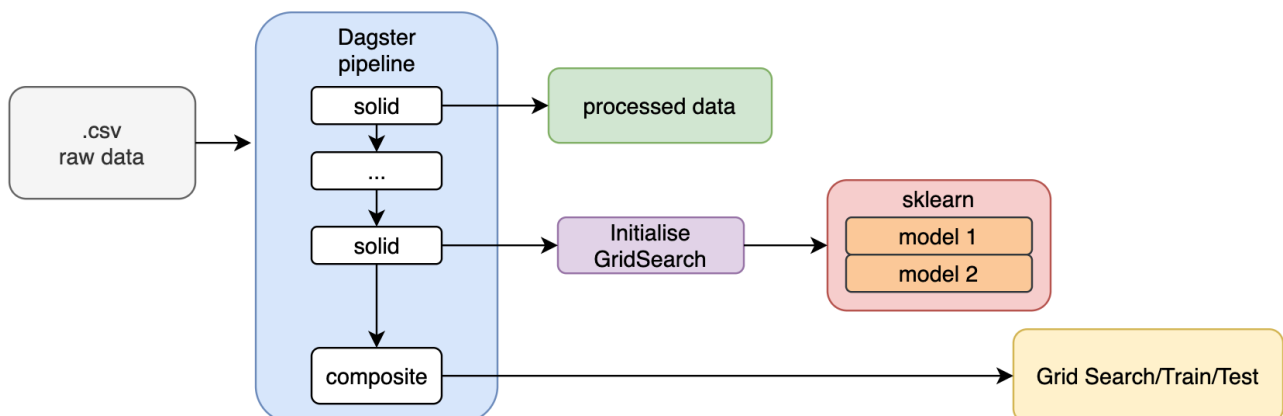 Dagster
pipeline
solid
processed data
.csv
raw data
...
sklearn
solid
Initialise
GridSearch
model 1
model 2
composite
Grid Search/Train/Test